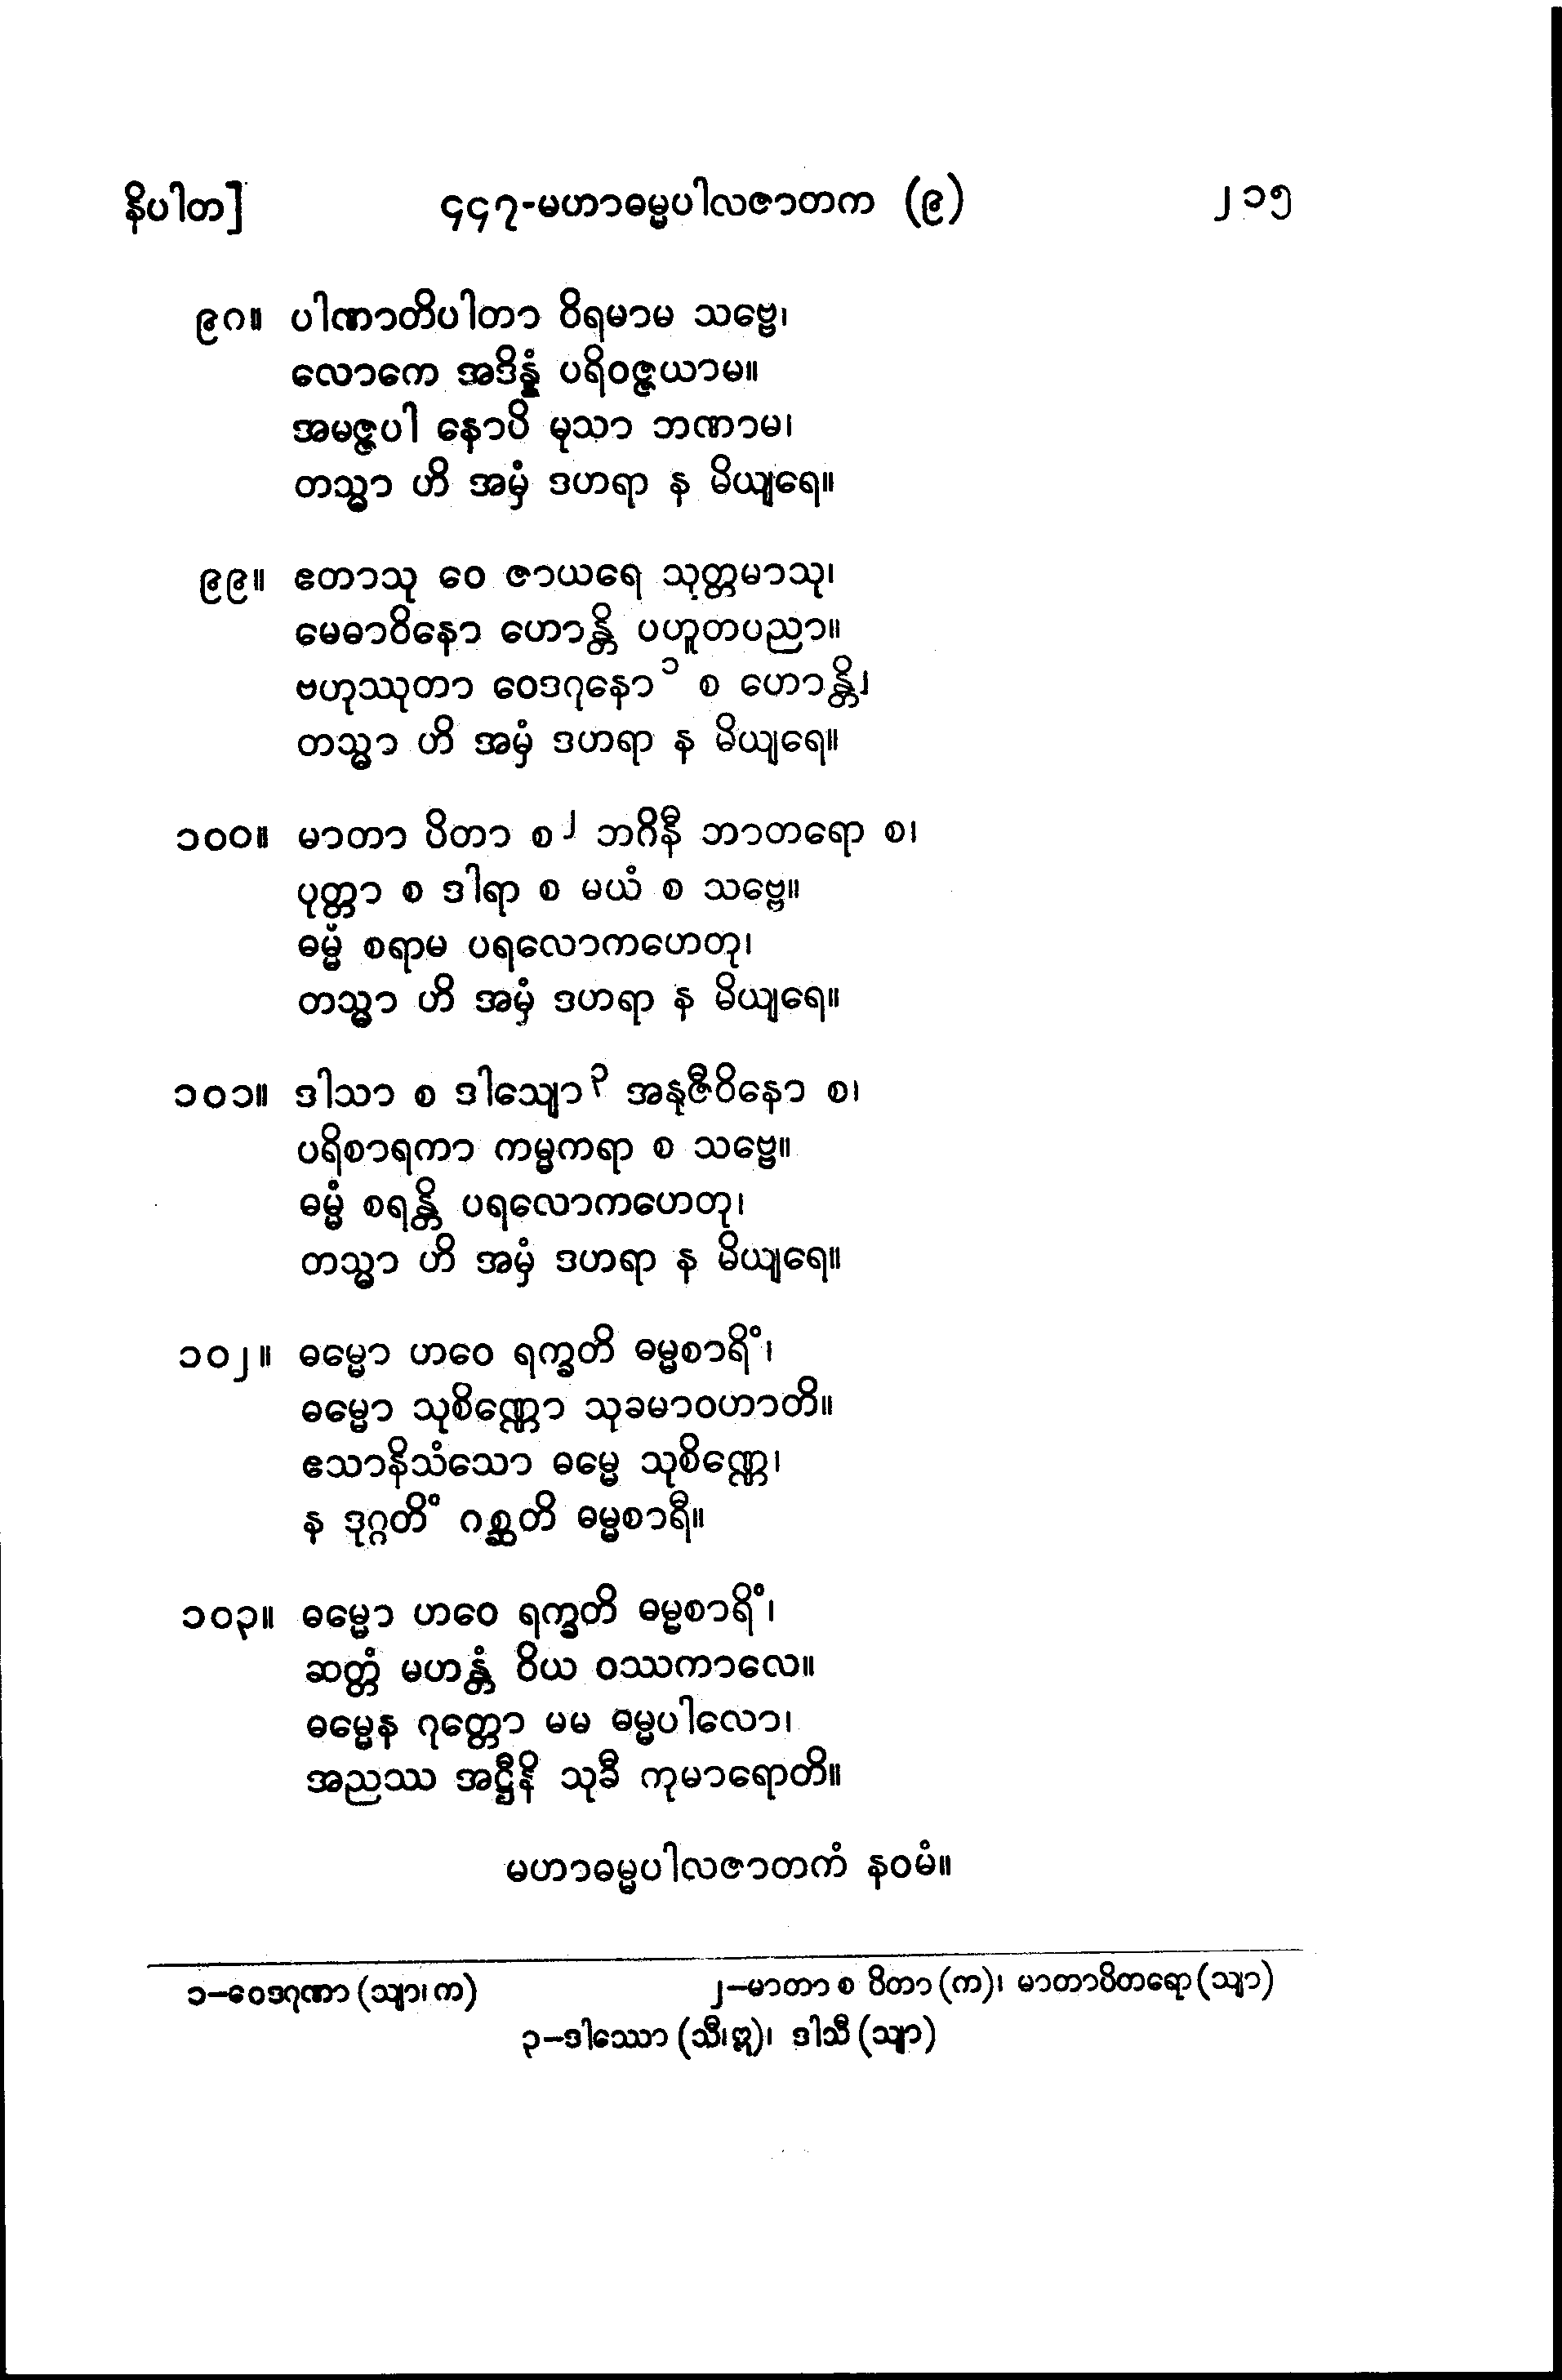 နိပါတ] ၄၄၇-မဟာဓမ္မပါလဇာတက (၉) ၂၁၅
၉၈။ ပါဏာတိပါတာ ဝိရမာမ သဗ္ဗေ၊
လောကေ အဒိန္နံ ပရိဝဇ္ဇယာမ။
အမဇ္ဇပါ နောပိ မုသာ ဘဏာမ၊
တသ္မာ ဟိ အမှံ ဒဟရာ န မိယျရေ။
၉၉။ ဧတာသု ဝေ ဇာယရေ သုတ္တမာသု၊
မေဓာဝိနော ဟောန္တိ ပဟူတပညာ။
ဗဟုဿုတာ ဝေဒဂုနော ၁ စ ဟောန္တိ၊
တသ္မာ ဟိ အမှံ ဒဟရာ န မိယျရေ။
၁၀၀။ မာတာ ပိတာ စ ၂ ဘဂိနီ ဘာတရော စ၊
ပုတ္တာ စ ဒါရာ စ မယံ စ သဗ္ဗေ။
ဓမ္မံ စရာမ ပရလောကဟေတု၊
တသ္မာ ဟိ အမှံ ဒဟရာ န မိယျရေ။
၁၀၁။ ဒါသာ စ ဒါသျော ၃ အနုဇီဝိနော စ၊
ပရိစာရကာ ကမ္မကရာ စ သဗ္ဗေ။
ဓမ္မံ စရန္တိ ပရလောကဟေတု၊
တသ္မာ ဟိ အမှံ ဒဟရာ န မိယျရေ။
၁၀၂။ ဓမ္မော ဟဝေ ရက္ခတိ ဓမ္မစာရိံ၊
ဓမ္မော သုစိဏ္ဏော သုခမာဝဟာတိ။
ဧသာနိသံသော ဓမ္မေ သုစိဏ္ဏေ၊
န ဒုဂ္ဂတိံ ဂစ္ဆတိ ဓမ္မစာရီ။
၁၀၃။ ဓမ္မော ဟဝေ ရက္ခတိ ဓမ္မစာရိံ၊
ဆတ္တံ မဟန္တံ ဝိယ ဝဿကာလေ။
ဓမ္မေန ဂုတ္တော မမ ဓမ္မပါလော၊
အညဿ အဋ္ဌီနိ သုခီ ကုမာရောတိ။
မဟာဓမ္မပါလဇာတကံ နဝမံ။
၁–ဝေဒဂုဏာ (သျာ၊ က) ၂–မာတာ စ ပိတာ (က)၊ မာတာပိတရော (သျာ)
၃–ဒါဿော (သီ၊ ဣ)၊ ဒါသီ (သျာ)